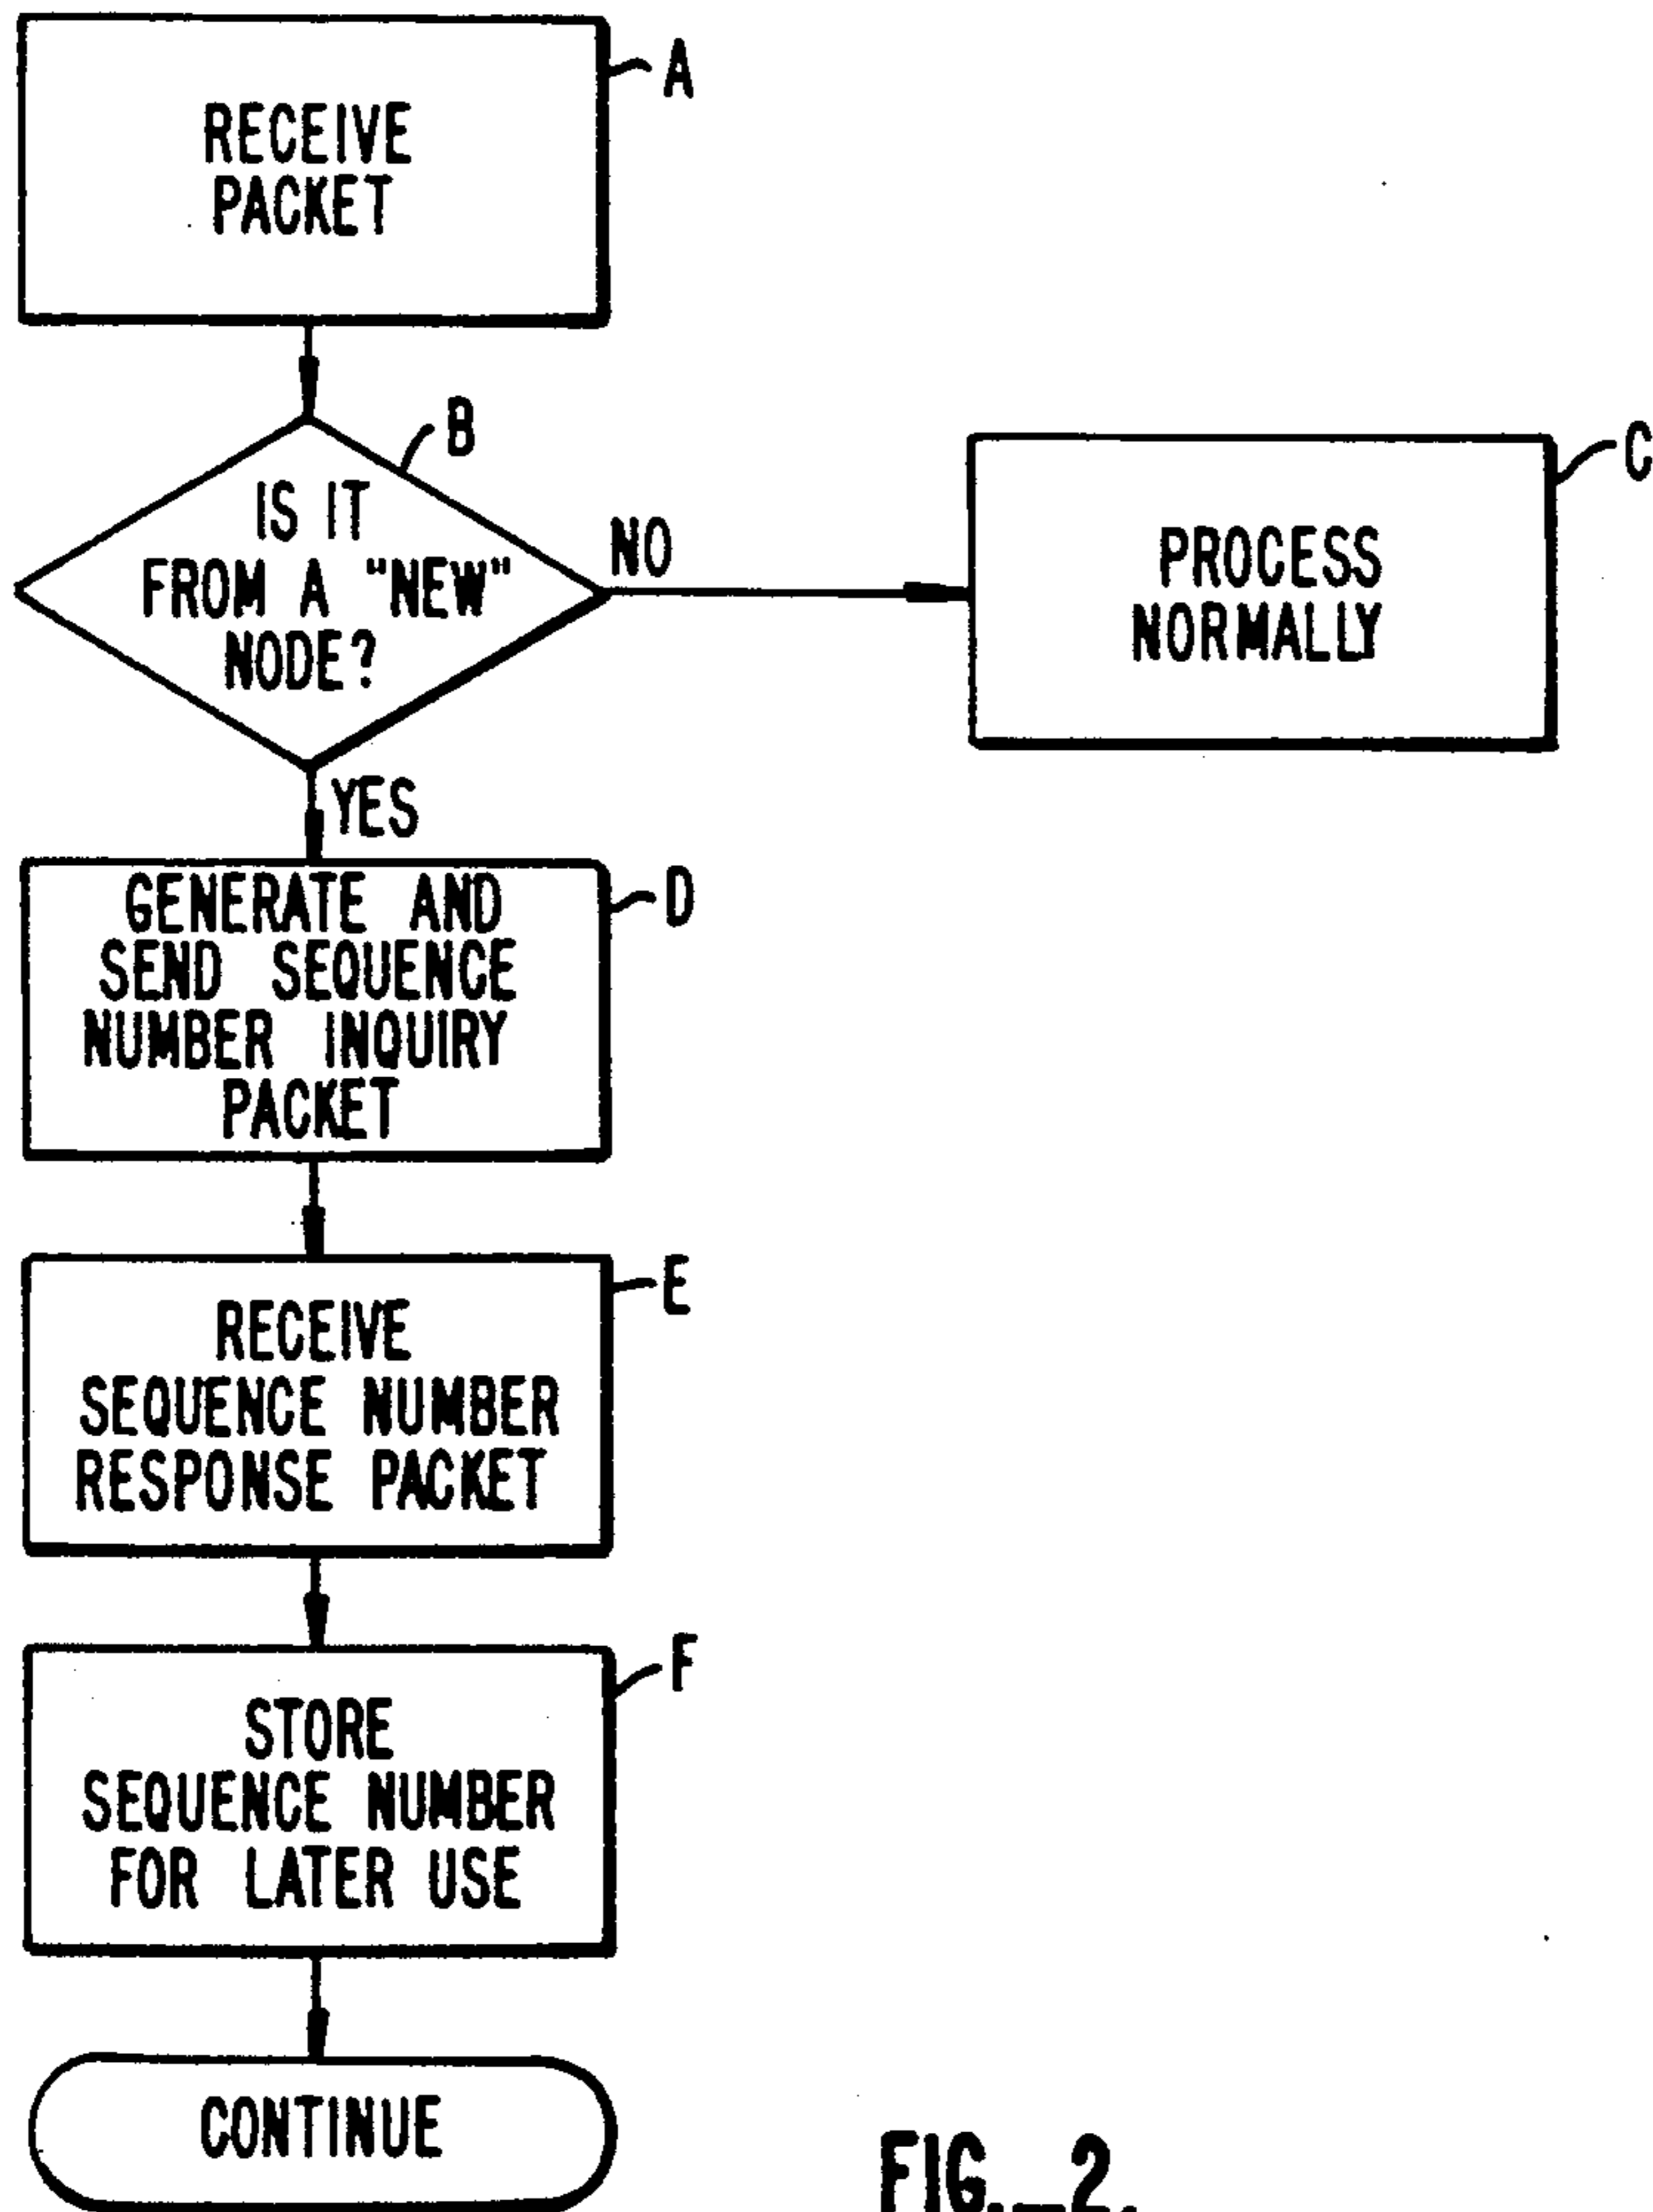 A
RECEIVE
PACKET
B
IS IT
FROM A "NEW"
NODE?
NO
C
PROCESS
NORMALLY
YES
D
GENERATE AND
SEND SEQUENCE
NUMBER INQUIRY
PACKET
E
RECEIVE
SEQUENCE NUMBER
RESPONSE PACKET
F
STORE
SEQUENCE NUMBER
FOR LATER USE
CONTINUE
FIG._2.